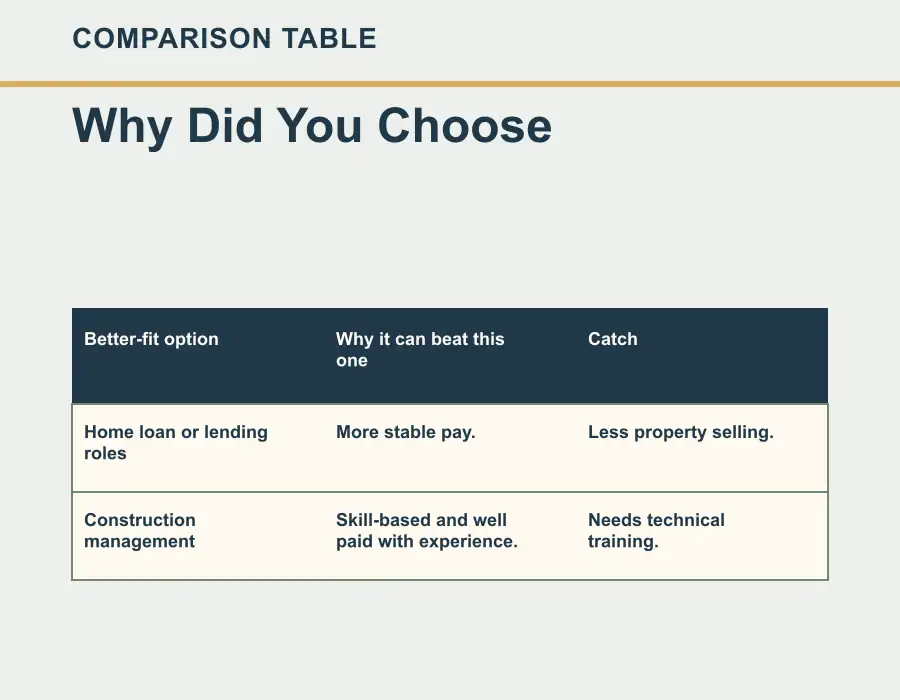 COMPARISON TABLE
Why Did You Choose
Better-fit option
Why it can beat this
one
Catch
Home loan or lending
roles
More stable pay.
Less property selling.
Construction
management
Skill-based and well
paid with experience.
Needs technical
training.